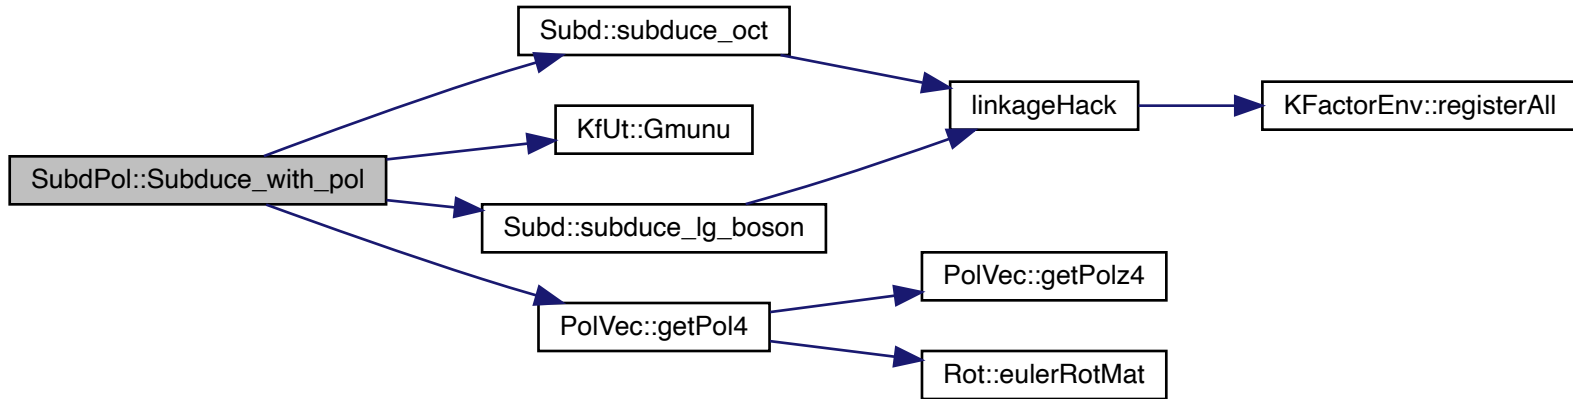 Subd::subduce_oct
linkageHack
KFactorEnv::registerAll
KfUt::Gmunu
SubdPol::Subduce_with_pol
Subd::subduce_lg_boson
PolVec::getPolz4
PolVec::getPol4
Rot::eulerRotMat